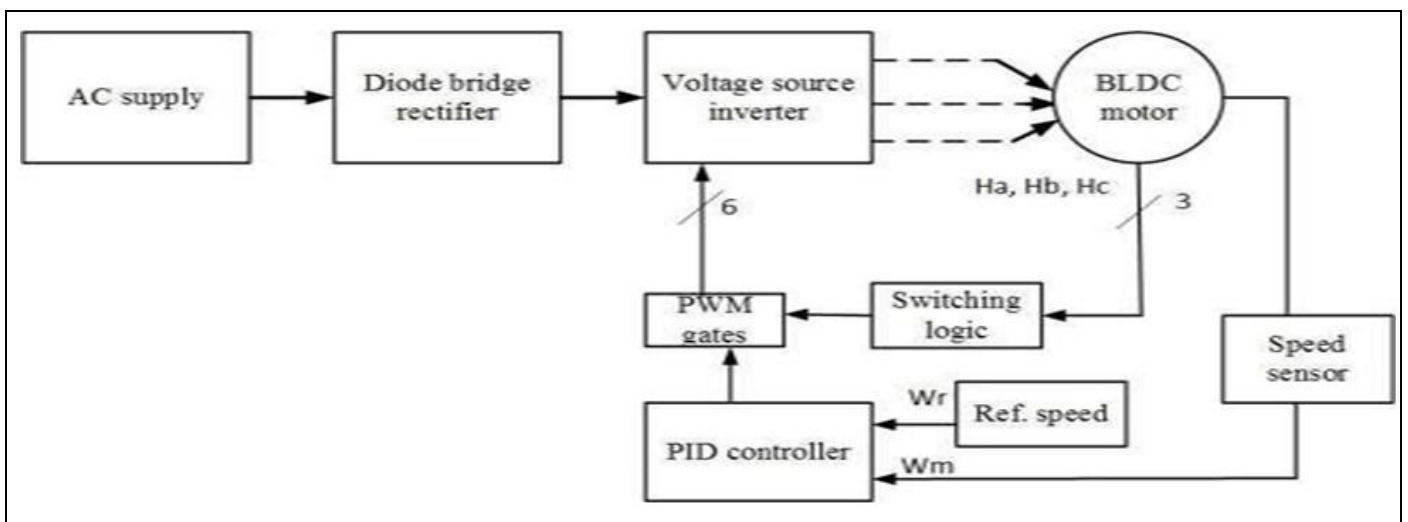 AC supply
Diode bridge
rectifier
Voltage source
inverter
BLDC
motor
Ha, Hb, Hc
3
6
PWM
gates
Switching
logic
Speed
sensor
Wr
Ref. speed
PID controller
Wm